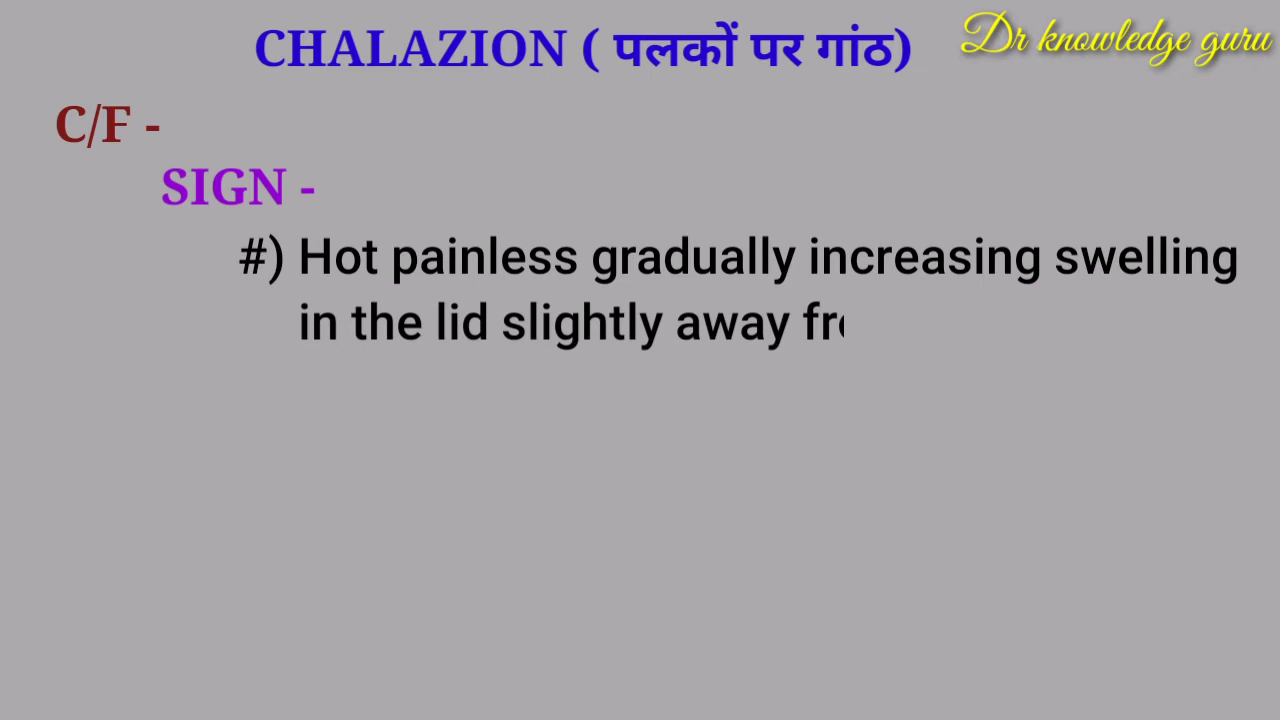 CHALAZION ( पलकों पर गांठ)
Dr knowledge guru
C/F -
SIGN -
#) Hot painless gradually increasing swelling
in the lid slightly away